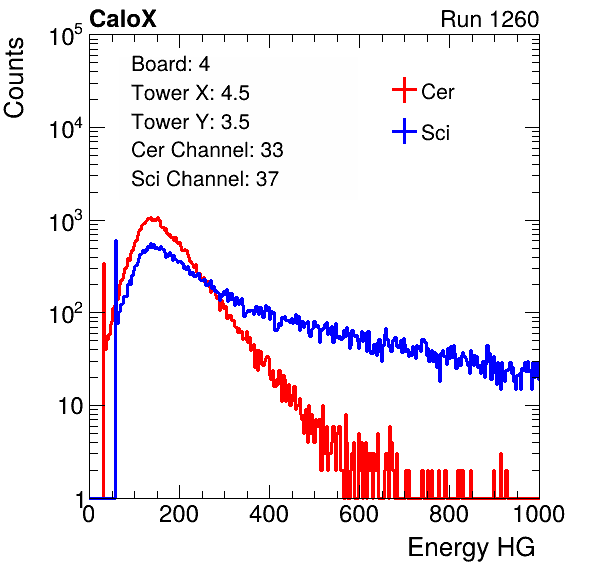 CaloX Run 1260
Counts
Board: 4
Tower X: 4.5
Tower Y: 3.5
Cer Channel: 33
Sci Channel: 37
Cer
Sci
10^5
10^4
10^3
10^2
10
1
0 200 400 600 800 1000
Energy HG